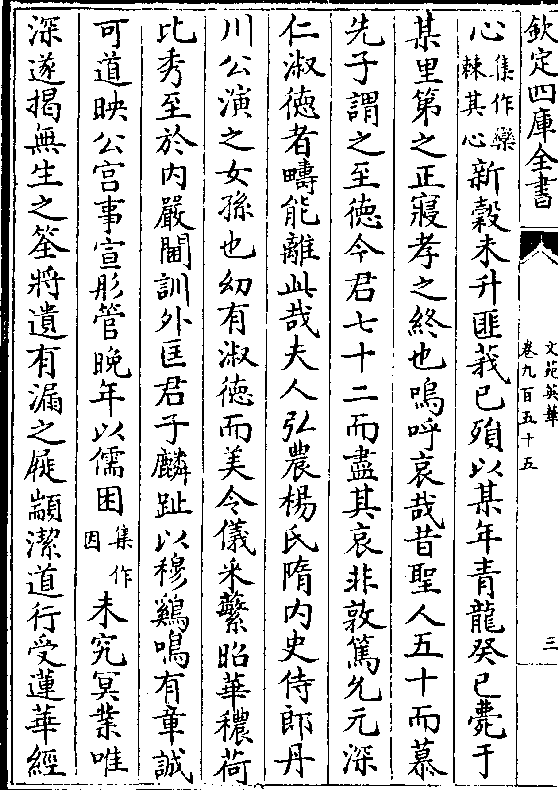 欽定四庫全書
文苑英華
卷九百五十五
三
心集作欒棘其心新穀未升匪莪已殞以某年青龍癸巳薨于
某里第之正寢孝之終也嗚呼哀哉昔聖人五十而慕
先子謂之至德今君七十二而盡其哀非敦篤允元深
仁淑德者疇能離此哉夫人弘農楊氏隋内史侍郎丹
川公演之女孫也幼有淑德而美令儀采蘩昭華穠荷
比秀至於内嚴閫訓外匡君子麟趾以穆鷄鳴有章誠
可道映公宫事宣彤管晚年以儒困集作因未究冥業唯
深遂揭無生之筌將遺有漏之屣顓潔道行受蓮華經